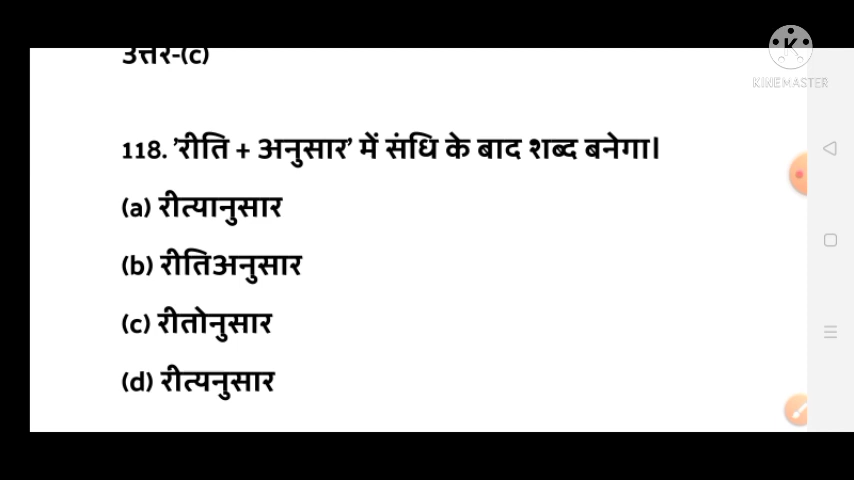 उत्तर-(c)
KINEMASTER
118. 'रीति + अनुसार' में संधि के बाद शब्द बनेगा।
(a) रीत्यानुसार
(b) रीतिअनुसार
(c) रीतोनुसार
(d) रीत्यनुसार